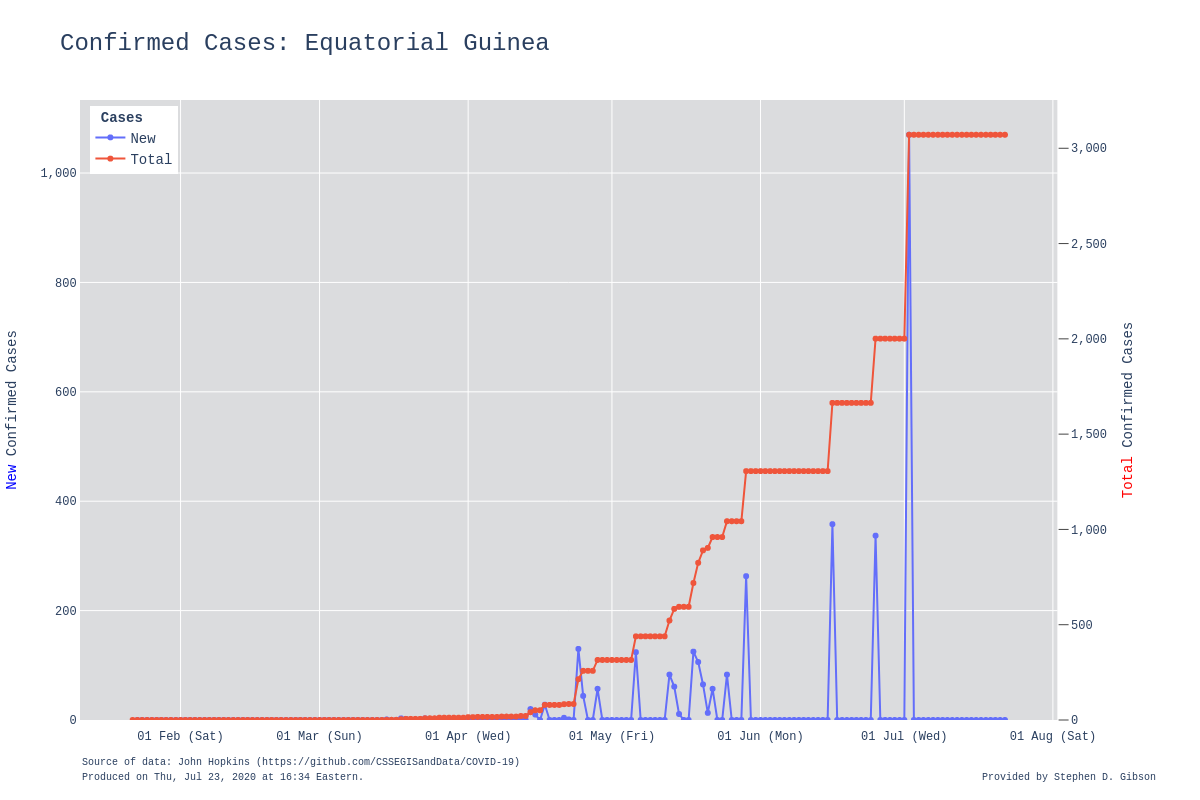 Confirmed Cases: Equatorial Guinea
Cases
New
Total
1,000
800
600
400
200
0
3,000
2,500
2,000
1,500
1,000
500
0
New Confirmed Cases
Total Confirmed Cases
01 Feb (Sat)
01 Mar (Sun)
01 Apr (Wed)
01 May (Fri)
01 Jun (Mon)
01 Jul (Wed)
01 Aug (Sat)
Source of data: John Hopkins (https://github.com/CSSEGISandData/COVID-19)
Produced on Thu, Jul 23, 2020 at 16:34 Eastern.
Provided by Stephen D. Gibson